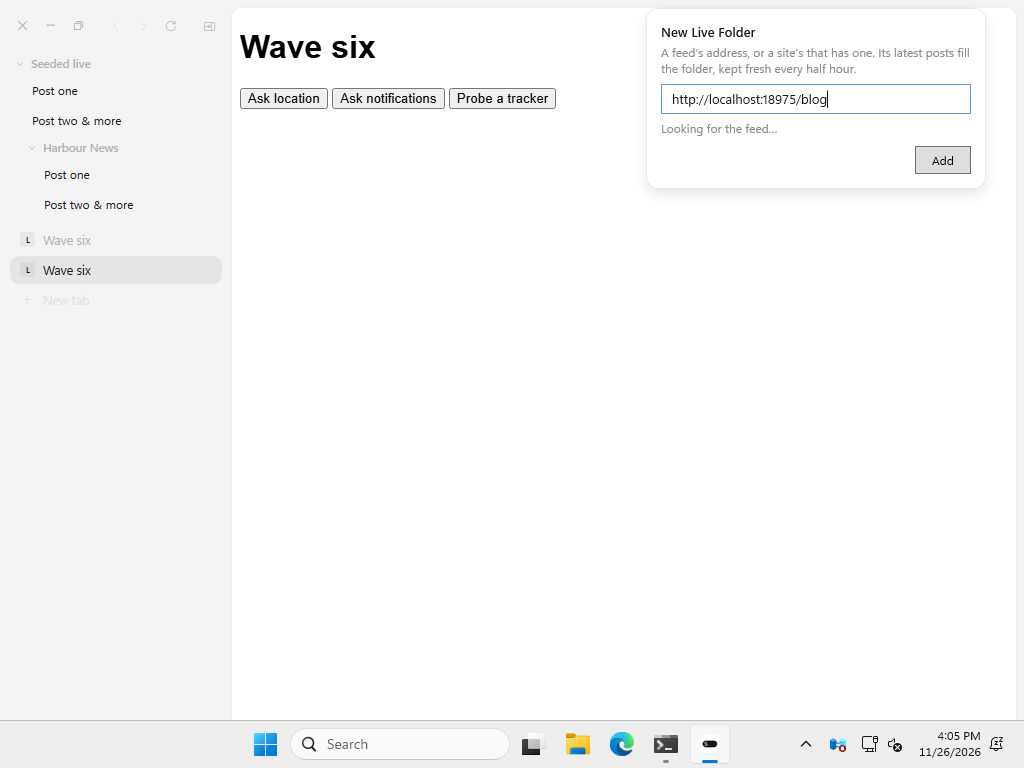 Seeded live
Post one
Post two & more
Harbour News
Post one
Post two & more
L Wave six
L Wave six
New tab
Wave six
Ask location
Ask notifications
Probe a tracker
New Live Folder
A feed's address, or a site's that has one. Its latest posts fill
the folder, kept fresh every half hour.
http://localhost:18975/blog
Looking for the feed...
Add
Search
4:05 PM
11/26/2026